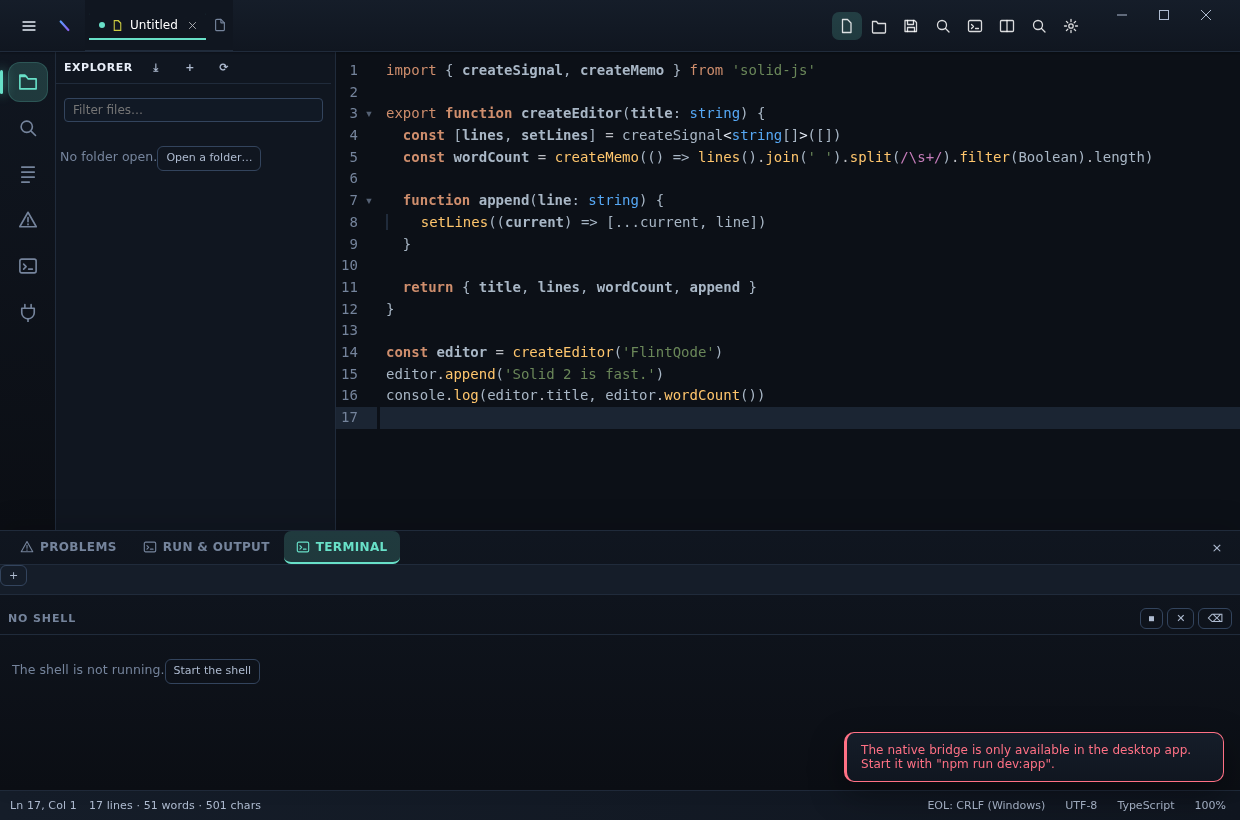 Untitled
EXPLORER
Filter files...
No folder open. Open a folder...
1 import { createSignal, createMemo } from 'solid-js'
2
3 export function createEditor(title: string) {
4   const [lines, setLines] = createSignal<string[]>([])
5   const wordCount = createMemo(() => lines().join(' ').split(/\s+/).filter(Boolean).length)
6
7   function append(line: string) {
8     setLines((current) => [...current, line])
9   }
10
11   return { title, lines, wordCount, append }
12 }
13
14 const editor = createEditor('FlintQode')
15 editor.append('Solid 2 is fast.')
16 console.log(editor.title, editor.wordCount())
17
PROBLEMS RUN & OUTPUT TERMINAL
NO SHELL
The shell is not running. Start the shell
The native bridge is only available in the desktop app.
Start it with "npm run dev:app".
Ln 17, Col 1 17 lines · 51 words · 501 chars EOL: CRLF (Windows) UTF-8 TypeScript 100%